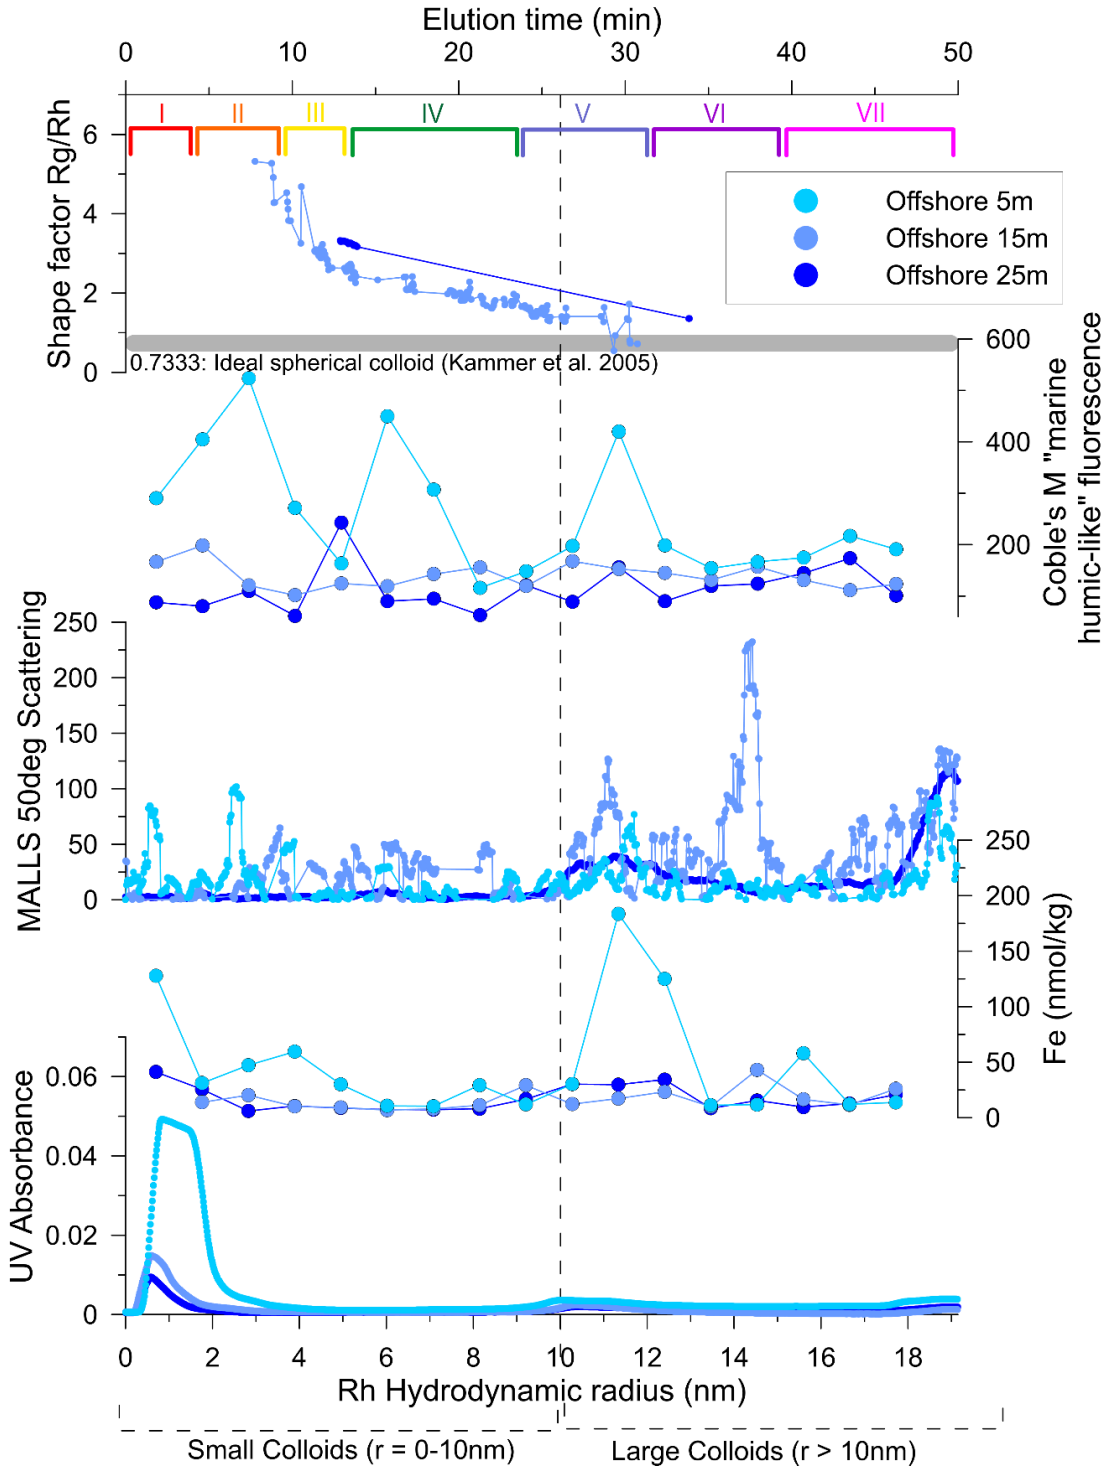 Elution time (min)
0 10 20 30 40 50
I II III IV V VI VII
Shape factor Rg/Rh
6
4
2
0
Offshore 5m
Offshore 15m
Offshore 25m
0.7333: Ideal spherical colloid (Kammer et al. 2005)
Coble's M "marine
humic-like" fluorescence
600
400
200
MALLS 50deg Scattering
250
200
150
100
50
0
Fe (nmol/kg)
250
200
150
100
50
0
UV Absorbance
0.06
0.04
0.02
0
0 2 4 6 8 10 12 14 16 18
Rh Hydrodynamic radius (nm)
Small Colloids (r = 0-10nm)
Large Colloids (r > 10nm)